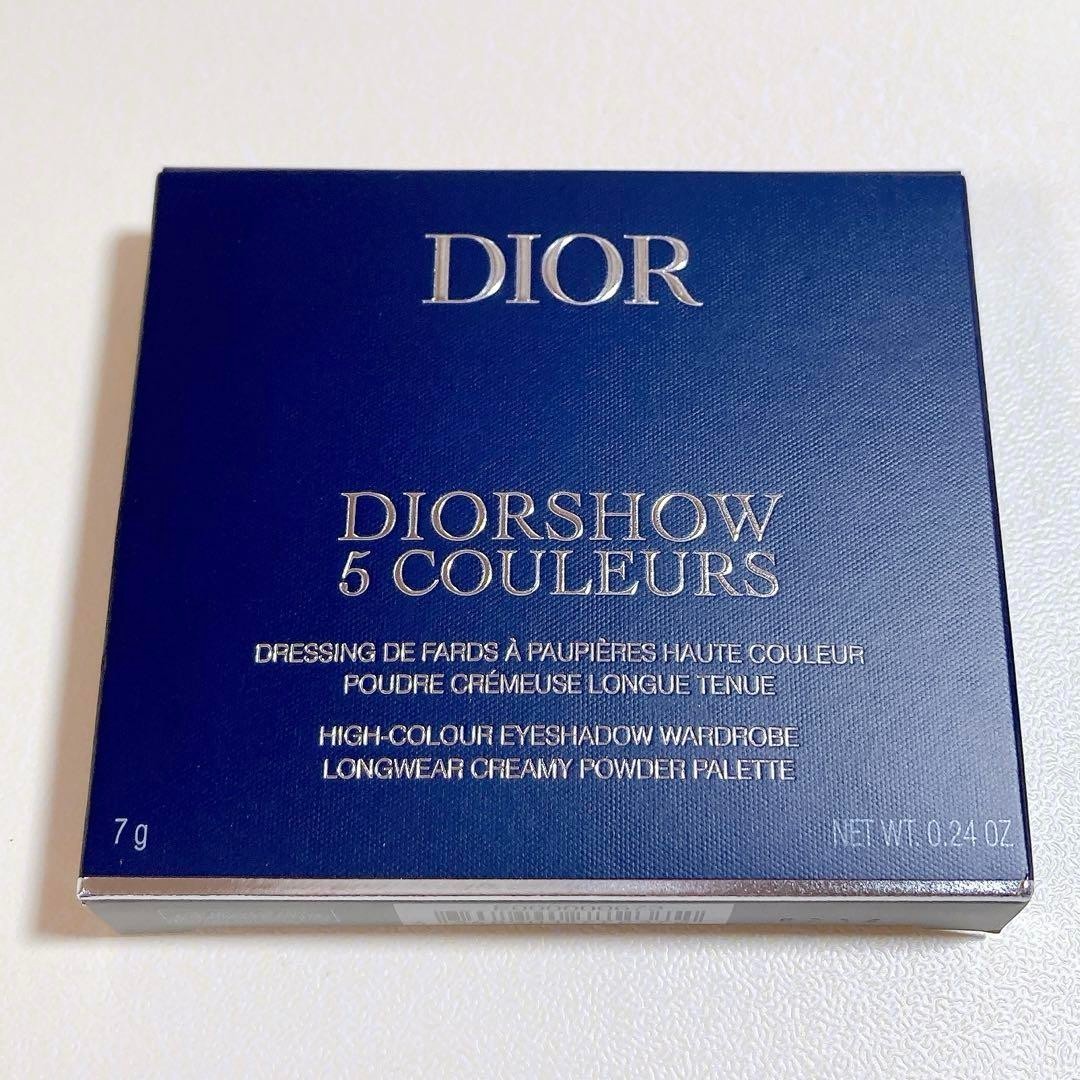 DIOR
DIORSHOW
5 COULEURS
DRESSING DE FARDS À PAUPIÈRES HAUTE COULEUR
POUDRE CRÉMEUSE LONGUE TENUE
HIGH-COLOUR EYESHADOW WARDROBE
LONGWEAR CREAMY POWDER PALETTE
7 g
NET WT. 0.24 OZ